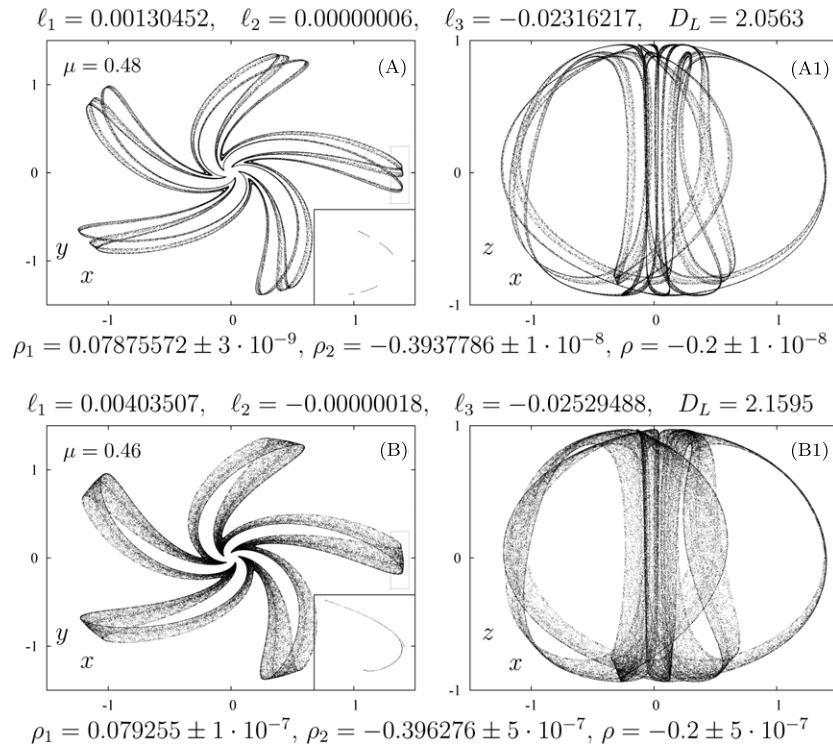 ℓ₁ = 0.00130452, ℓ₂ = 0.00000006, ℓ₃ = −0.02316217, D_L = 2.0563
μ = 0.48
(A)
1
0
-1
y
x
-1 0 1
(A1)
1
0
-1
z
x
-1 0 1
ρ₁ = 0.07875572 ± 3 · 10⁻⁹, ρ₂ = −0.3937786 ± 1 · 10⁻⁸, ρ = −0.2 ± 1 · 10⁻⁸
ℓ₁ = 0.00403507, ℓ₂ = −0.00000018, ℓ₃ = −0.02529488, D_L = 2.1595
μ = 0.46
(B)
1
0
-1
y
x
-1 0 1
(B1)
1
0
-1
z
x
-1 0 1
ρ₁ = 0.079255 ± 1 · 10⁻⁷, ρ₂ = −0.396276 ± 5 · 10⁻⁷, ρ = −0.2 ± 5 · 10⁻⁷